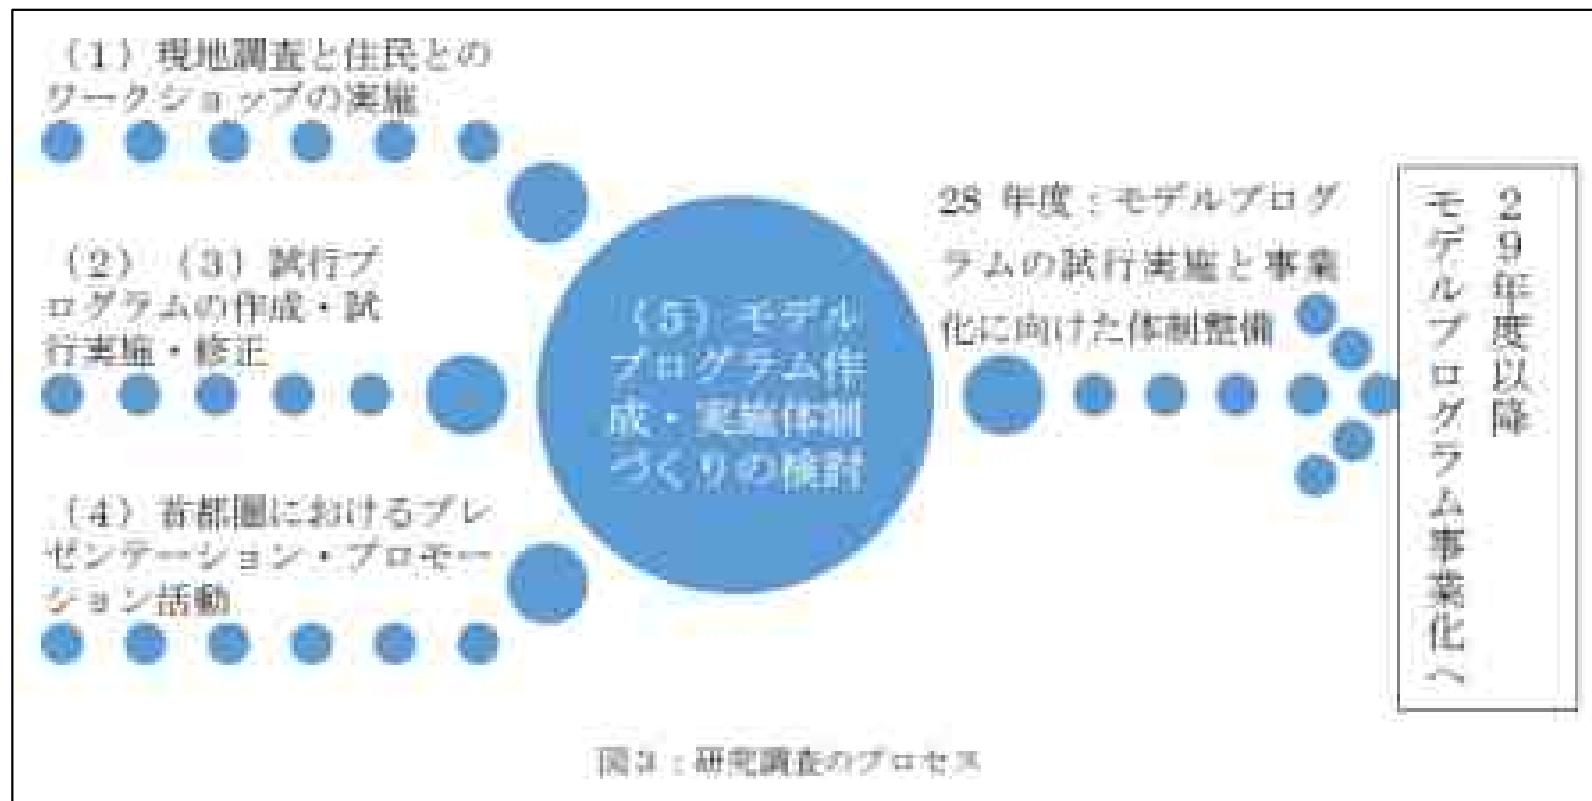 （1）現地調査と住民との
ワークショップの実施
（2）（3）試行プ
ログラムの作成・試
行実施・修正
（4）首都圏におけるプレ
ゼンテーション・プロモー
ション活動
（5）モデル
プログラム作
成・実施体制
づくりの検討
28 年度：モデルプログ
ラムの試行実施と事業
化に向けた体制整備
２９年度以降
モデルプログラム事業化へ
図3：研究調査のプロセス